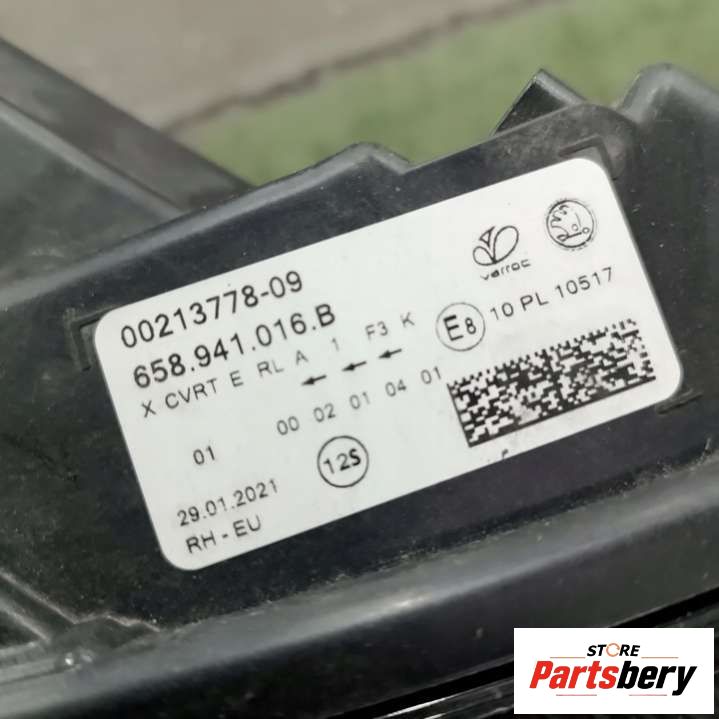 varroc
00213778-09
658.941.016.B
X CVRT E RL A 1 F3 K
E8 10 PL 10517
01 00 02 01 04 01
12S
29.01.2021
RH - EU
STORE
Partsbery